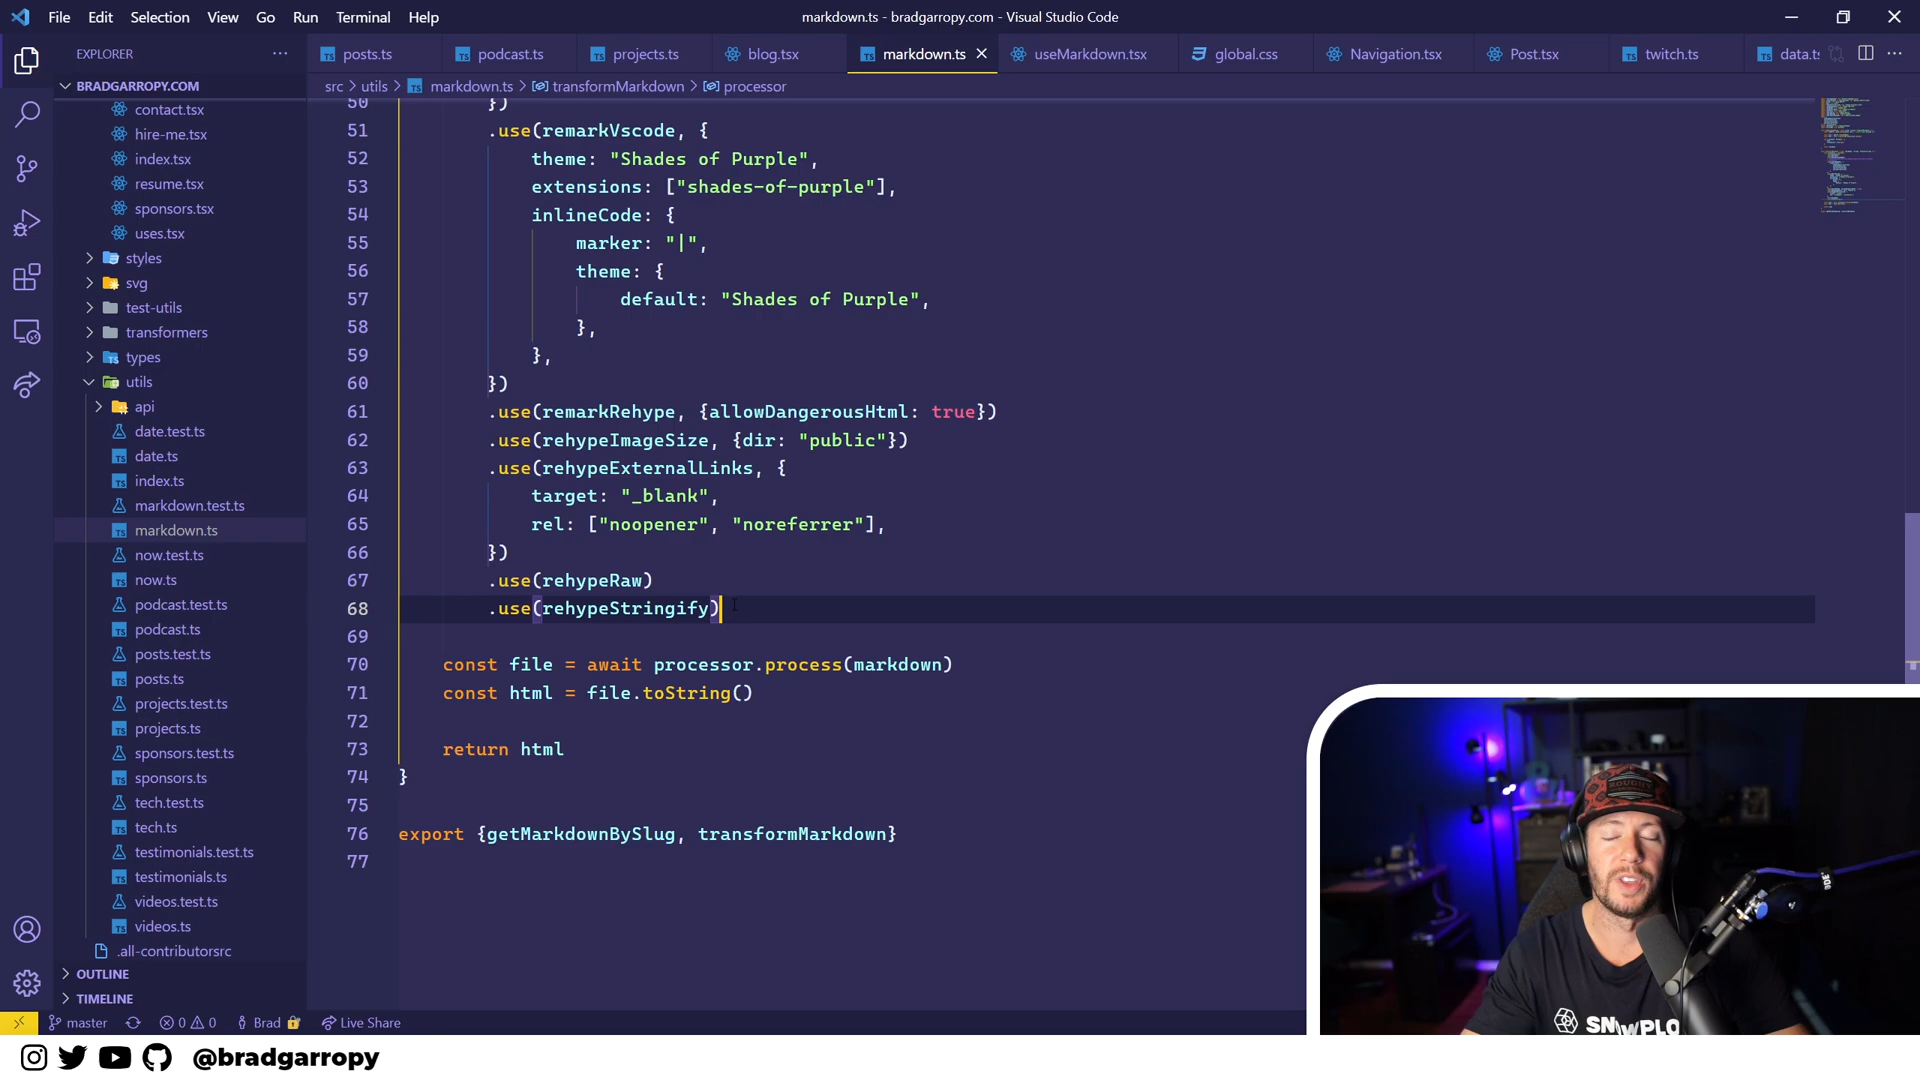 File Edit Selection View Go Run Terminal Help
markdown.ts - bradgarropy.com - Visual Studio Code
EXPLORER
posts.ts podcast.ts projects.ts blog.tsx markdown.ts useMarkdown.tsx global.css Navigation.tsx Post.tsx twitch.ts data.ts
BRADGARROPY.COM
src > utils > TS markdown.ts > transformMarkdown > processor
contact.tsx
hire-me.tsx
index.tsx
resume.tsx
sponsors.tsx
uses.tsx
styles
svg
test-utils
transformers
types
utils
api
date.test.ts
date.ts
index.ts
markdown.test.ts
markdown.ts
now.test.ts
now.ts
podcast.test.ts
podcast.ts
posts.test.ts
posts.ts
projects.test.ts
projects.ts
sponsors.test.ts
sponsors.ts
tech.test.ts
tech.ts
testimonials.test.ts
testimonials.ts
videos.test.ts
videos.ts
.all-contributorsrc
OUTLINE
TIMELINE
50 })
51 .use(remarkVscode, {
52 theme: "Shades of Purple",
53 extensions: ["shades-of-purple"],
54 inlineCode: {
55 marker: "|",
56 theme: {
57 default: "Shades of Purple",
58 },
59 },
60 })
61 .use(remarkRehype, {allowDangerousHtml: true})
62 .use(rehypeImageSize, {dir: "public"})
63 .use(rehypeExternalLinks, {
64 target: "_blank",
65 rel: ["noopener", "noreferrer"],
66 })
67 .use(rehypeRaw)
68 .use(rehypeStringify)
69
70 const file = await processor.process(markdown)
71 const html = file.toString()
72
73 return html
74 }
75
76 export {getMarkdownBySlug, transformMarkdown}
77
master 0 0 Brad Live Share
@bradgarropy